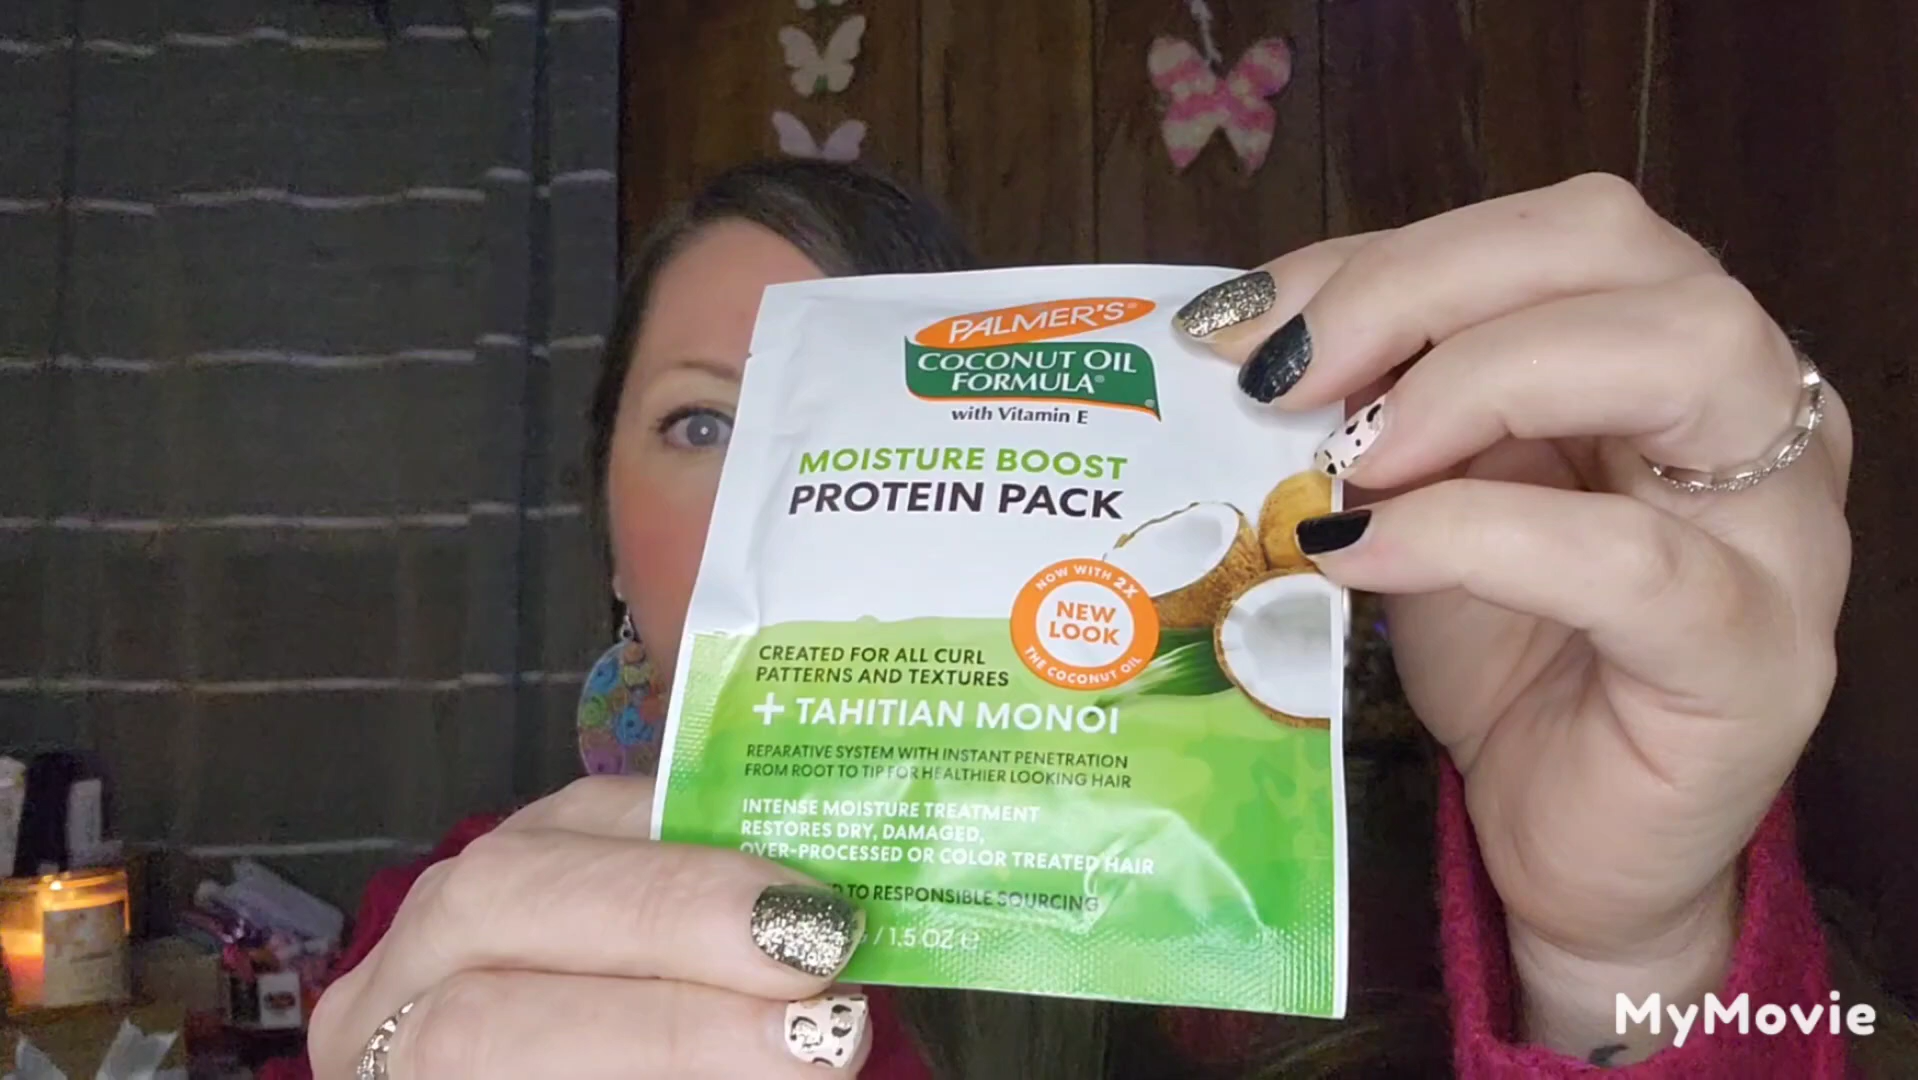 PALMER'S®
COCONUT OIL
FORMULA®
with Vitamin E
MOISTURE BOOST
PROTEIN PACK
NOW WITH 2X
NEW
LOOK
THE COCONUT OIL
CREATED FOR ALL CURL
PATTERNS AND TEXTURES
+ TAHITIAN MONOI
REPARATIVE SYSTEM WITH INSTANT PENETRATION
FROM ROOT TO TIP FOR HEALTHIER LOOKING HAIR
INTENSE MOISTURE TREATMENT
RESTORES DRY, DAMAGED,
OVER-PROCESSED OR COLOR TREATED HAIR
TO RESPONSIBLE SOURCING
/ 1.5 OZ ℮
MyMovie